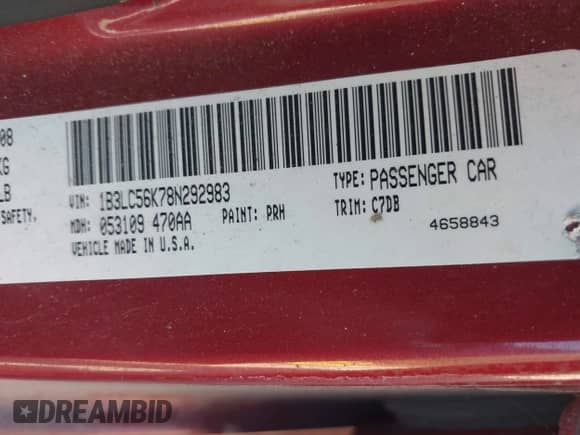 08
KG
LB
SAFETY.
VIN: 1B3LC56K78N292983
TYPE: PASSENGER CAR
MDH: 053109 470AA
PAINT: PRH
TRIM: C7DB
VEHICLE MADE IN U.S.A.
4658843
DREAMBID